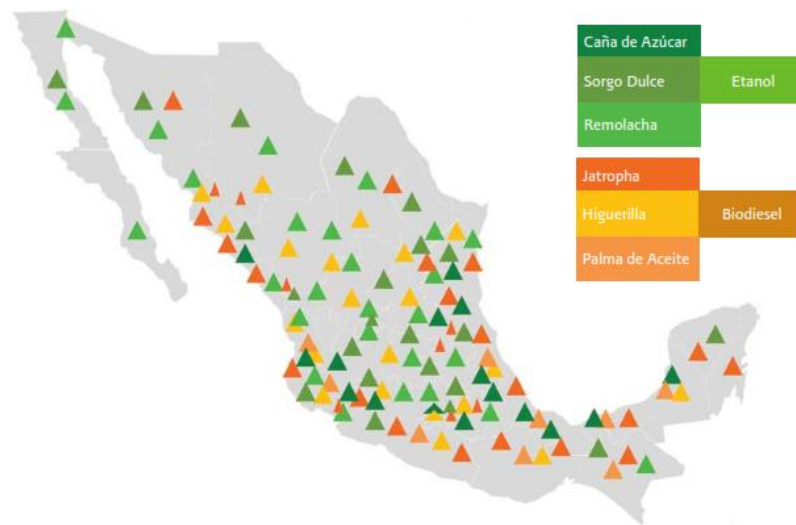 Caña de Azúcar
Sorgo Dulce
Etanol
Remolacha
Jatropha
Higuerilla
Biodiesel
Palma de Aceite